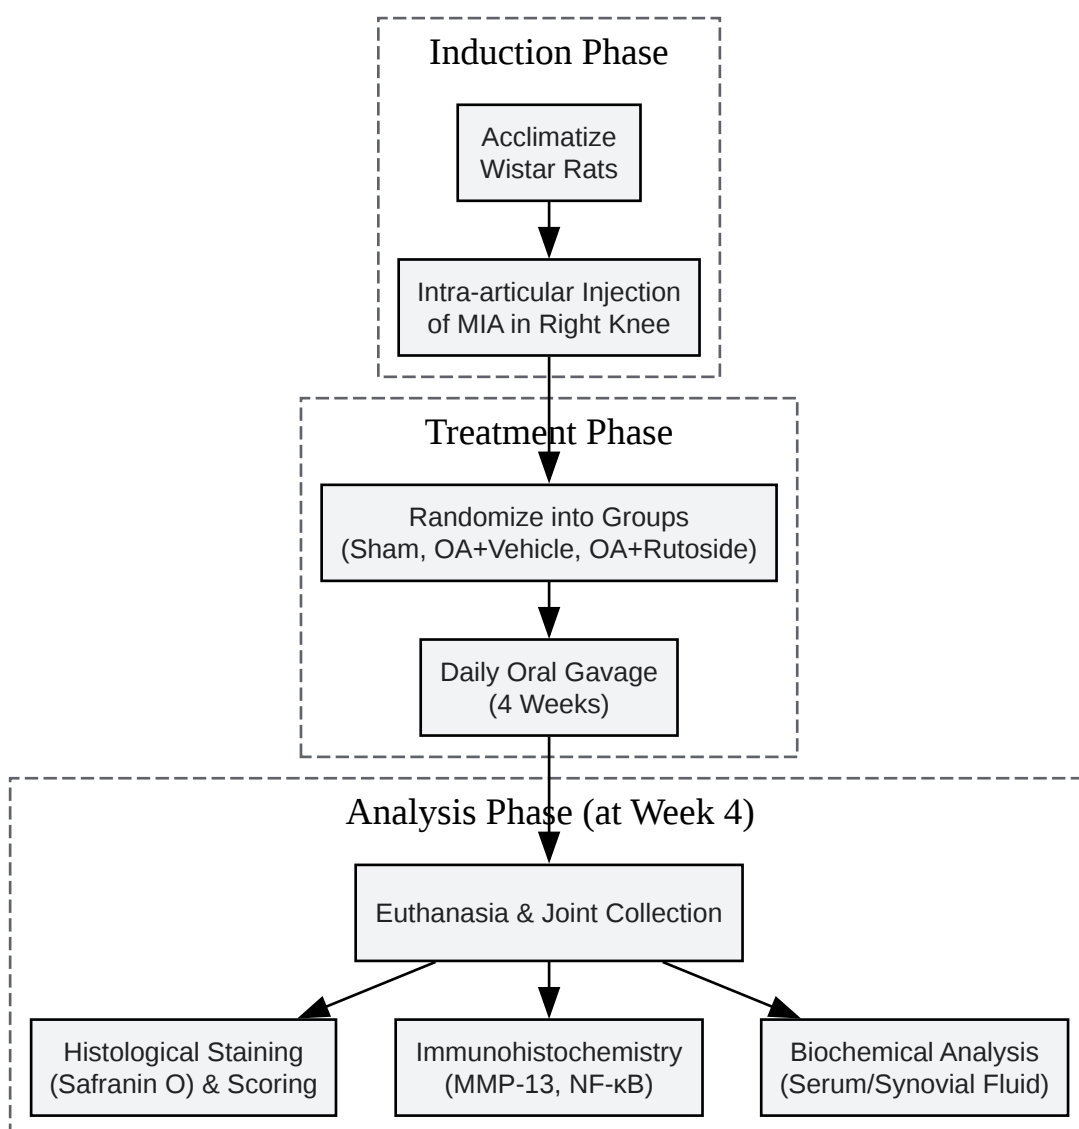 Induction Phase
Acclimatize
Wistar Rats
Intra-articular Injection
of MIA in Right Knee
Treatment Phase
Randomize into Groups
(Sham, OA+Vehicle, OA+Rutoside)
Daily Oral Gavage
(4 Weeks)
Analysis Phase (at Week 4)
Euthanasia & Joint Collection
Histological Staining
(Safranin O) & Scoring
Immunohistochemistry
(MMP-13, NF-κB)
Biochemical Analysis
(Serum/Synovial Fluid)